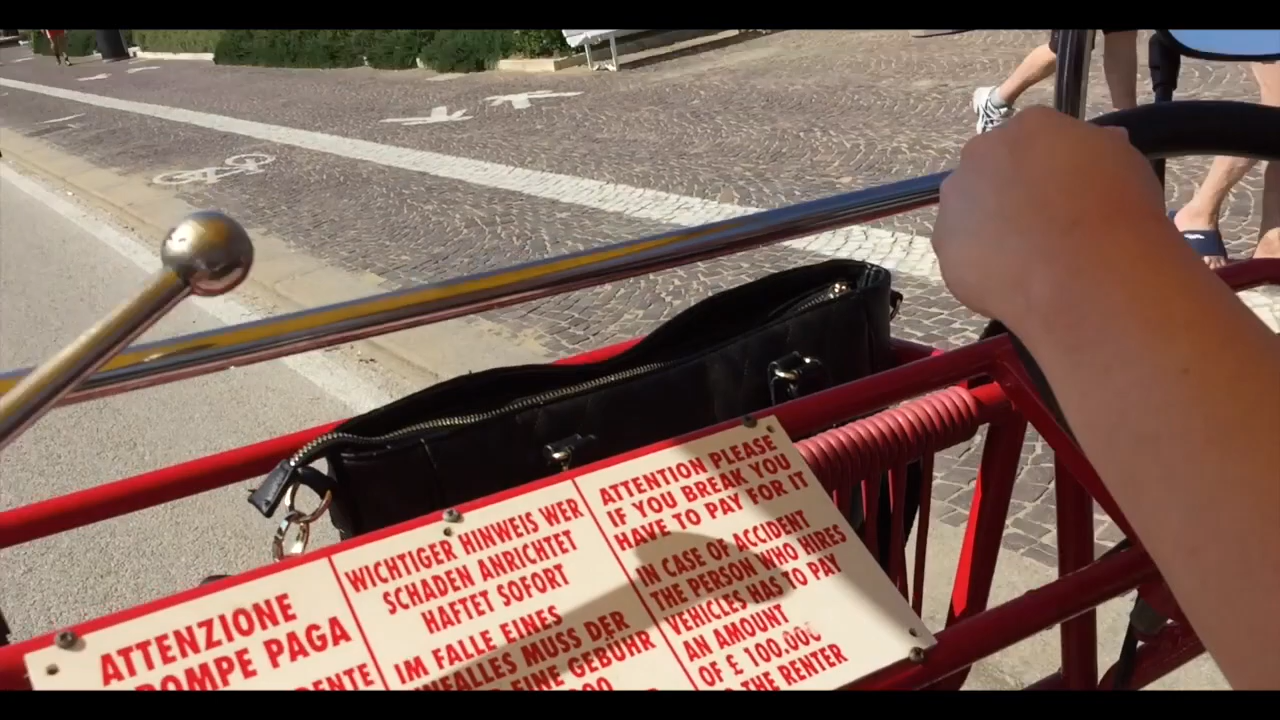 ATTENZIONE
ROMPE PAGA
WICHTIGER HINWEIS WER
SCHADEN ANRICHTET
HAFTET SOFORT
IM FALLE EINES
MUSS DER
EINE GEBÜHR
ATTENTION PLEASE
IF YOU BREAK YOU
HAVE TO PAY FOR IT
IN CASE OF ACCIDENT
THE PERSON WHO HIRES
VEHICLES HAS TO PAY
AN AMOUNT
OF £ 100.000
THE RENTER